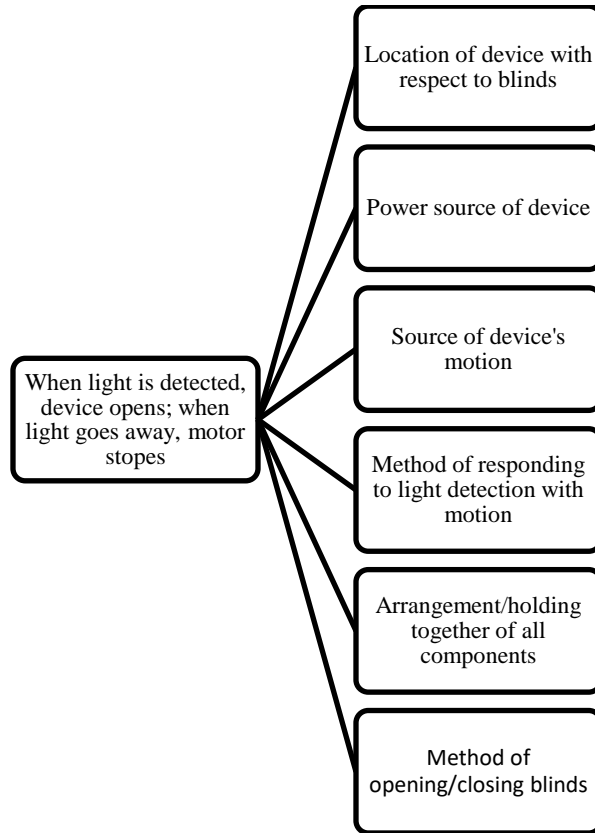 Location of device with
respect to blinds
Power source of device
Source of device's
motion
When light is detected,
device opens; when
light goes away, motor
stopes
Method of responding
to light detection with
motion
Arrangement/holding
together of all
components
Method of
opening/closing blinds